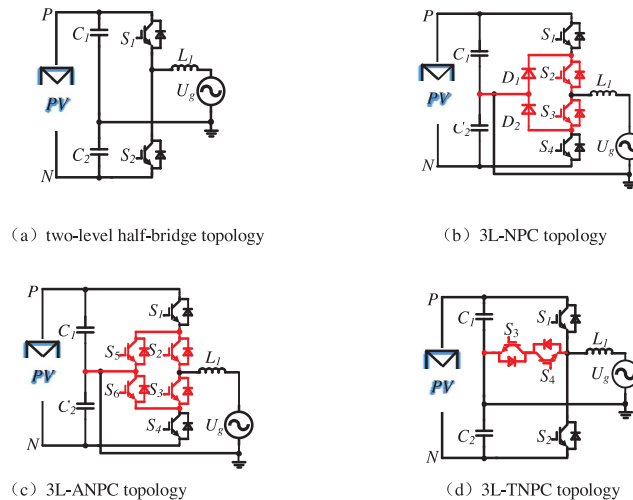 P
C1
S1
L1
PV
Ug
C2
S2
N
（a）two-level half-bridge topology
P
S1
C1
D1
S2
L1
PV
S3
C2
D2
Ug
S4
N
（b）3L-NPC topology
P
S1
C1
S5
S2
L1
PV
S6
S3
C2
S4
Ug
N
（c）3L-ANPC topology
P
C1
S1
S3
L1
PV
S4
Ug
C2
S2
N
（d）3L-TNPC topology